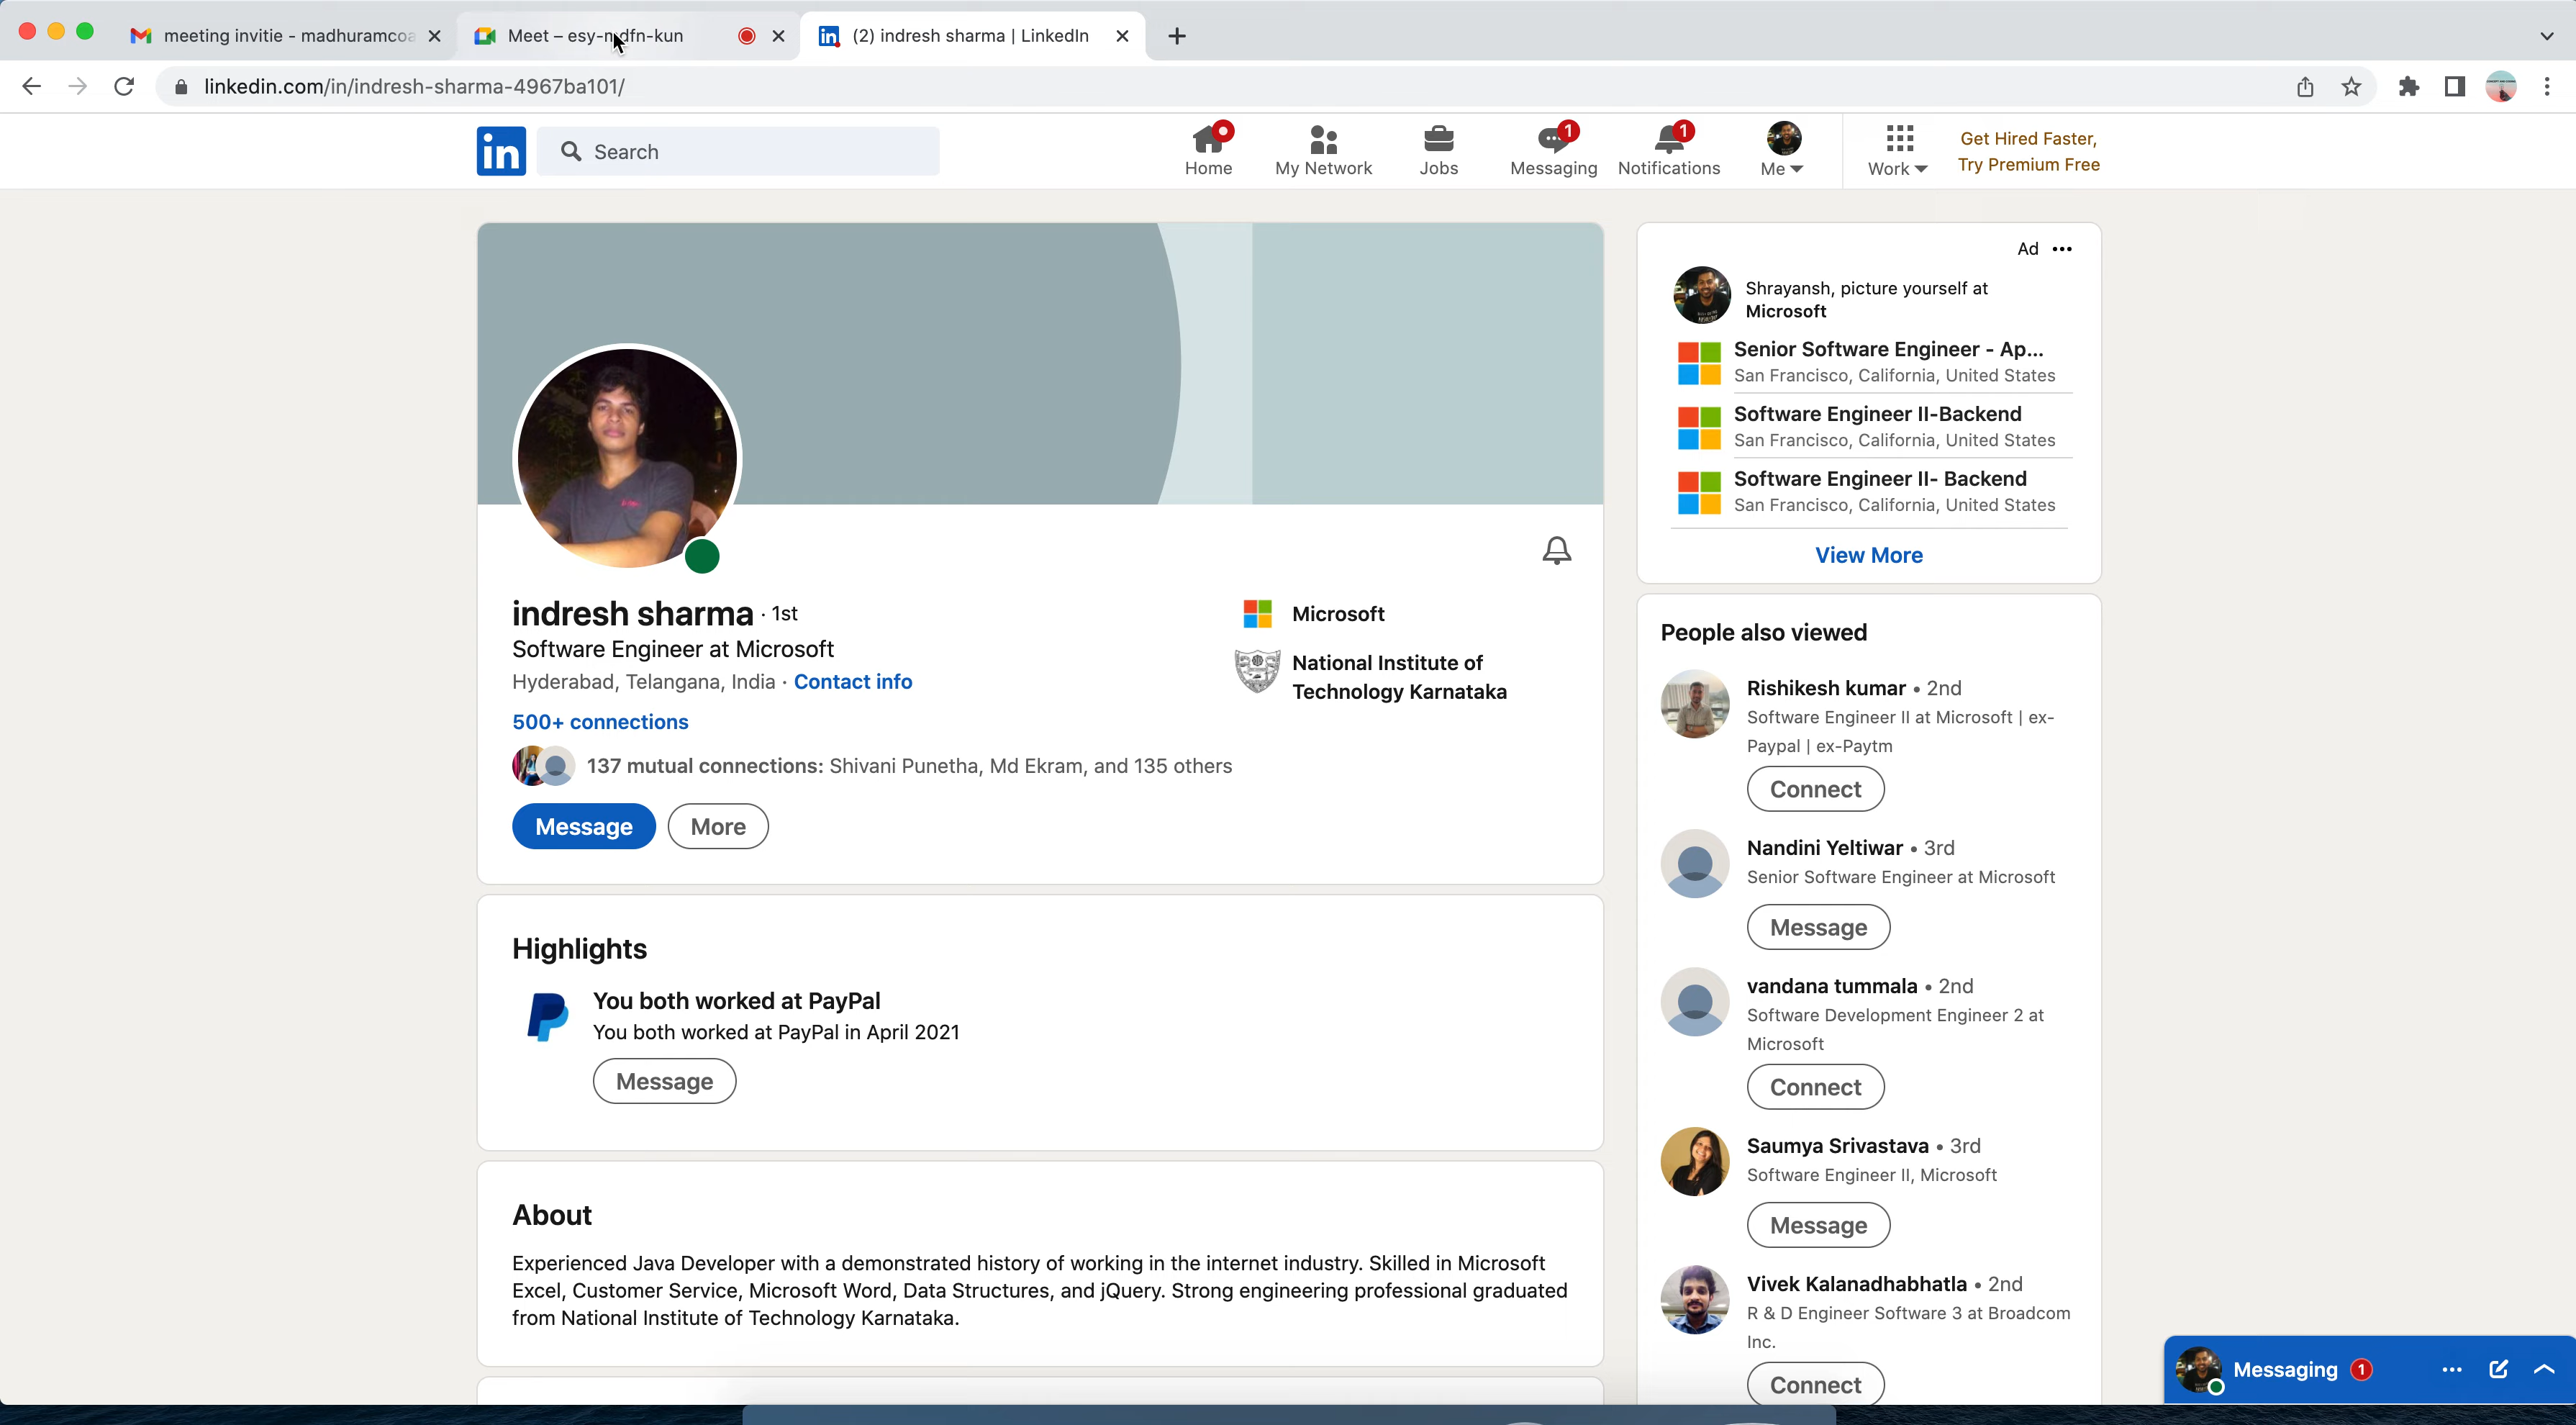 meeting invitie - madhuramcoa
Meet – esy-mdfn-kun
(2) indresh sharma | LinkedIn
linkedin.com/in/indresh-sharma-4967ba101/
in
Search
Home
My Network
Jobs
1
Messaging
1
Notifications
Me
Work
Get Hired Faster,
Try Premium Free
indresh sharma · 1st
Software Engineer at Microsoft
Hyderabad, Telangana, India · Contact info
500+ connections
137 mutual connections: Shivani Punetha, Md Ekram, and 135 others
Message
More
Microsoft
National Institute of
Technology Karnataka
Highlights
You both worked at PayPal
You both worked at PayPal in April 2021
Message
About
Experienced Java Developer with a demonstrated history of working in the internet industry. Skilled in Microsoft
Excel, Customer Service, Microsoft Word, Data Structures, and jQuery. Strong engineering professional graduated
from National Institute of Technology Karnataka.
Ad
Shrayansh, picture yourself at
Microsoft
Senior Software Engineer - Ap...
San Francisco, California, United States
Software Engineer II-Backend
San Francisco, California, United States
Software Engineer II- Backend
San Francisco, California, United States
View More
People also viewed
Rishikesh kumar • 2nd
Software Engineer II at Microsoft | ex-
Paypal | ex-Paytm
Connect
Nandini Yeltiwar • 3rd
Senior Software Engineer at Microsoft
Message
vandana tummala • 2nd
Software Development Engineer 2 at
Microsoft
Connect
Saumya Srivastava • 3rd
Software Engineer II, Microsoft
Message
Vivek Kalanadhabhatla • 2nd
R & D Engineer Software 3 at Broadcom
Inc.
Connect
Messaging 1